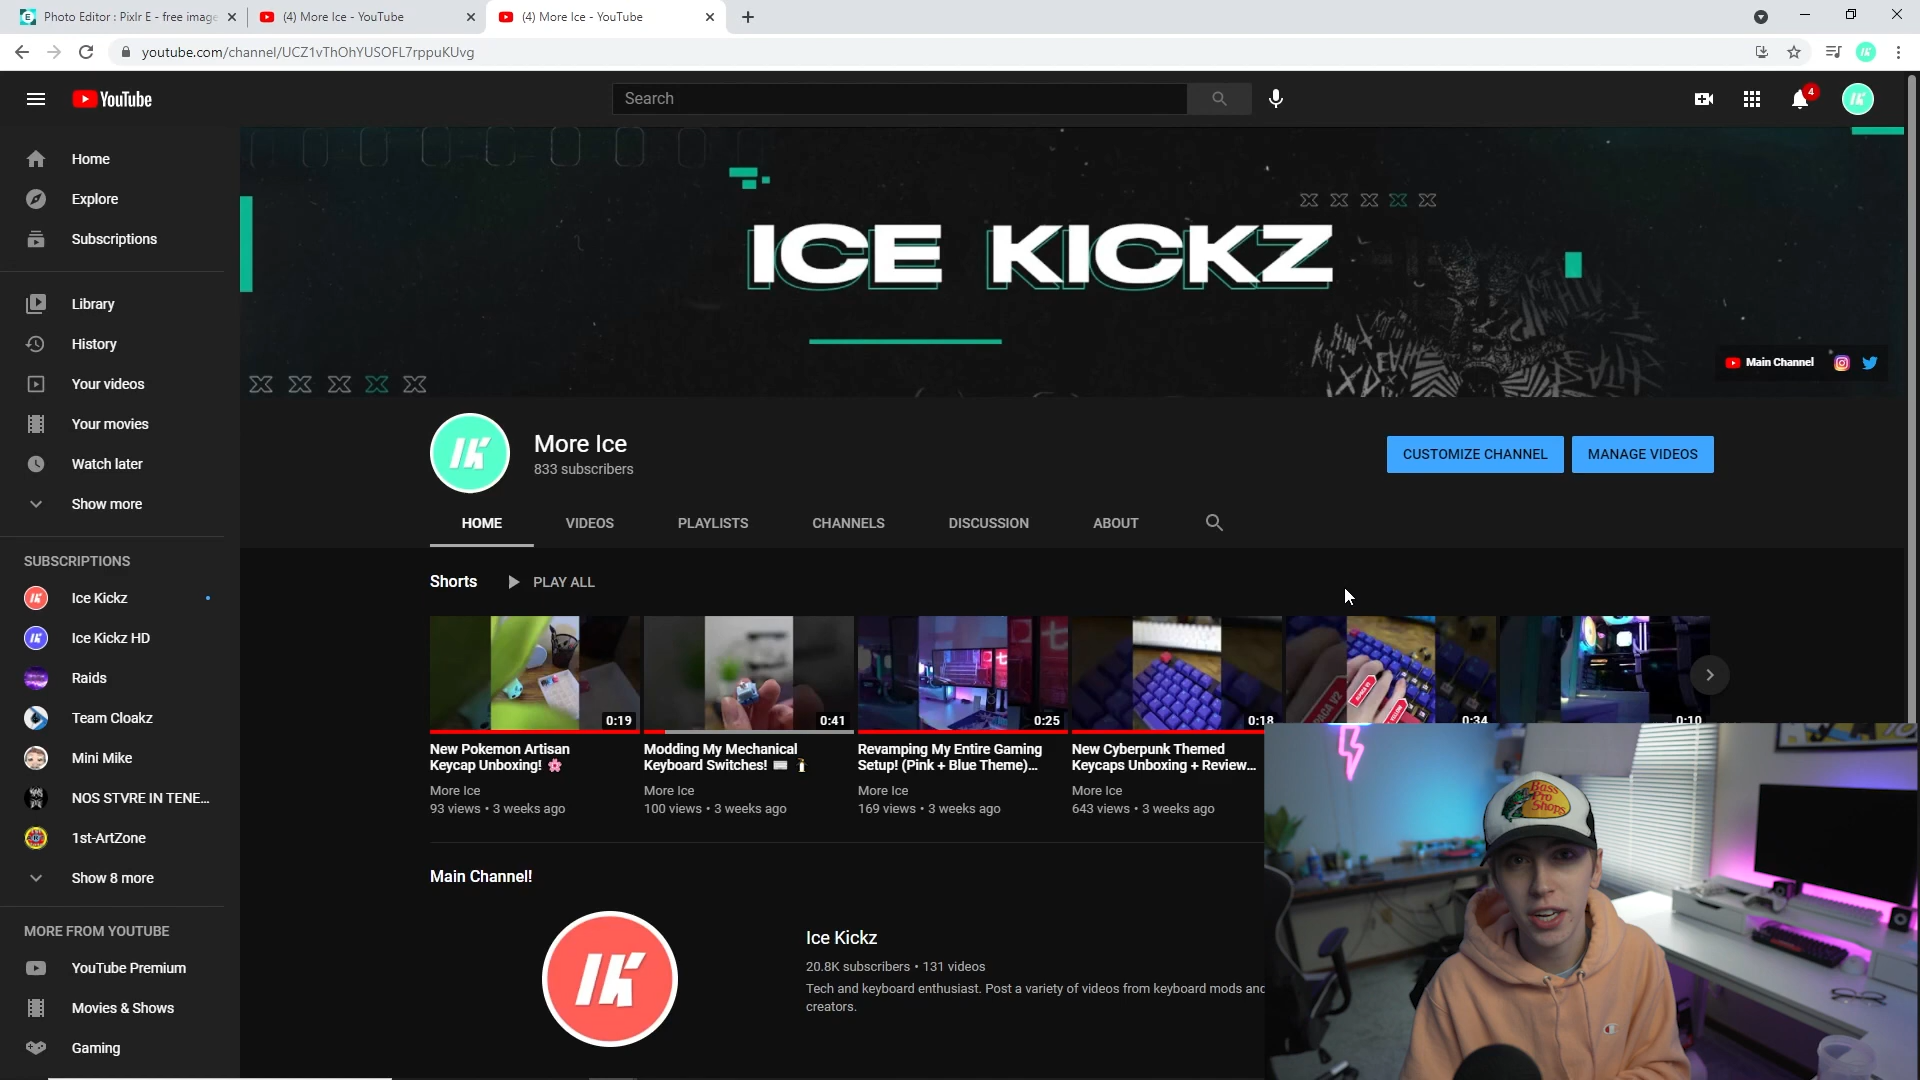 Photo Editor : Pixlr E - free image
(4) More Ice - YouTube
(4) More Ice - YouTube
youtube.com/channel/UCZ1vThOhYUSOFL7rppuKUvg
YouTube
Search
4
Home
Explore
Subscriptions
Library
History
Your videos
Your movies
Watch later
Show more
SUBSCRIPTIONS
Ice Kickz
Ice Kickz HD
Raids
Team Cloakz
Mini Mike
NOS STVRE IN TENE...
1st-ArtZone
Show 8 more
MORE FROM YOUTUBE
YouTube Premium
Movies & Shows
Gaming
ICE KICKZ
Main Channel
IK
More Ice
833 subscribers
CUSTOMIZE CHANNEL
MANAGE VIDEOS
HOME
VIDEOS
PLAYLISTS
CHANNELS
DISCUSSION
ABOUT
Shorts
PLAY ALL
0:19
0:41
0:25
0:18
0:34
0:10
New Pokemon Artisan
Keycap Unboxing! 🌸
More Ice
93 views • 3 weeks ago
Modding My Mechanical
Keyboard Switches!
More Ice
100 views • 3 weeks ago
Revamping My Entire Gaming
Setup! (Pink + Blue Theme)...
More Ice
169 views • 3 weeks ago
New Cyberpunk Themed
Keycaps Unboxing + Review...
More Ice
643 views • 3 weeks ago
Main Channel!
IK
Ice Kickz
20.8K subscribers • 131 videos
Tech and keyboard enthusiast. Post a variety of videos from keyboard mods and
creators.
Bass
Pro
Shops